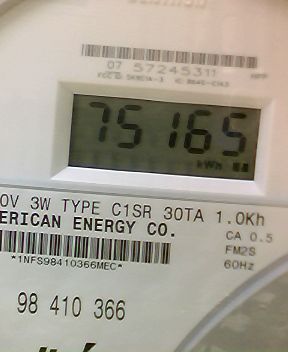 07 57245311
75165
kWh
0V 3W TYPE C1SR 30TA 1.0Kh
ERICAN ENERGY CO.
CA 0.5
FM2S
60Hz
*1NFS98410366MEC*
98 410 366